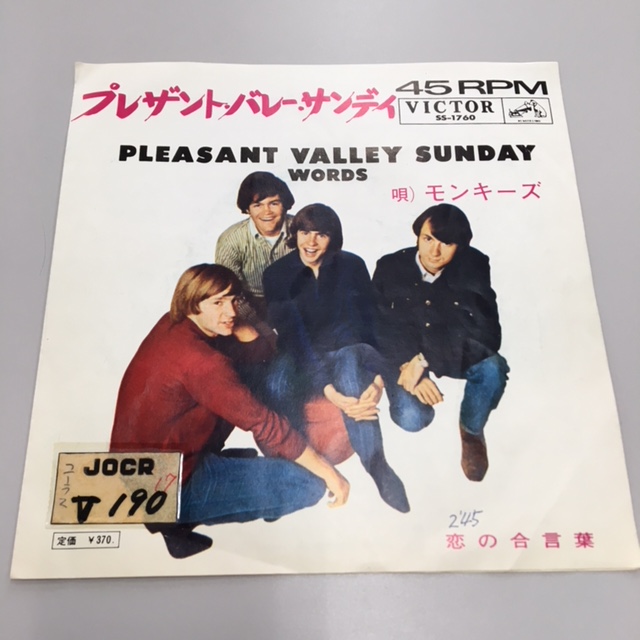 プレザント・バレー・サンデイ
45 RPM
VICTOR
SS-1760
PLEASANT VALLEY SUNDAY
WORDS
唄) モンキーズ
JOCR
17
V 190
定価 ¥370.
2'45
恋の合言葉